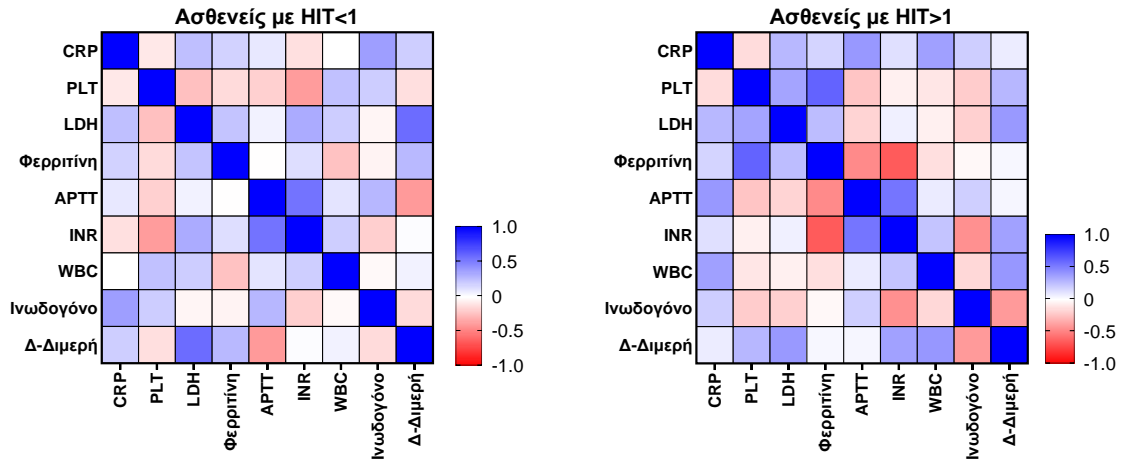 Ασθενείς με HIT<1
CRP
PLT
LDH
Φερριτίνη
APTT
INR
WBC
Ινωδογόνο
Δ-Διμερή
CRP
PLT
LDH
Φερριτίνη
APTT
INR
WBC
Ινωδογόνο
Δ-Διμερή
1.0
0.5
0
-0.5
-1.0
Ασθενείς με HIT>1
CRP
PLT
LDH
Φερριτίνη
APTT
INR
WBC
Ινωδογόνο
Δ-Διμερή
CRP
PLT
LDH
Φερριτίνη
APTT
INR
WBC
Ινωδογόνο
Δ-Διμερή
1.0
0.5
0
-0.5
-1.0